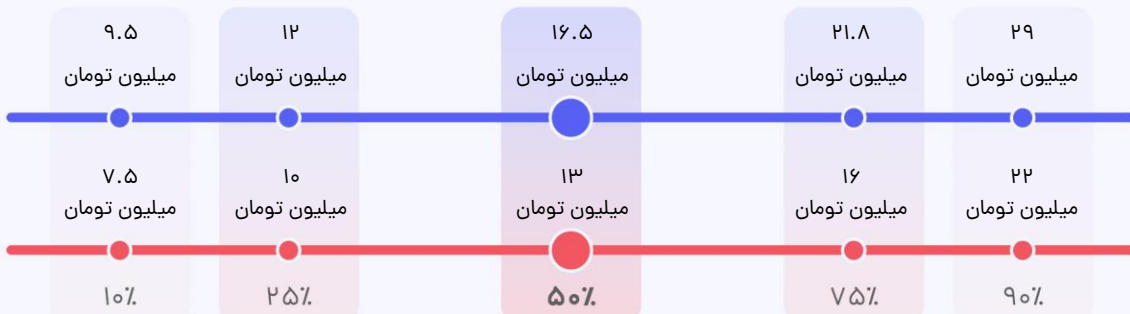 ۹.۵ ۱۲ ۱۶.۵ ۲۱.۸ ۲۹
میلیون تومان میلیون تومان میلیون تومان میلیون تومان میلیون تومان
۷.۵ ۱۰ ۱۳ ۱۶ ۲۲
میلیون تومان میلیون تومان میلیون تومان میلیون تومان میلیون تومان
۱۰٪ ۲۵٪ ۵۰٪ ۷۵٪ ۹۰٪